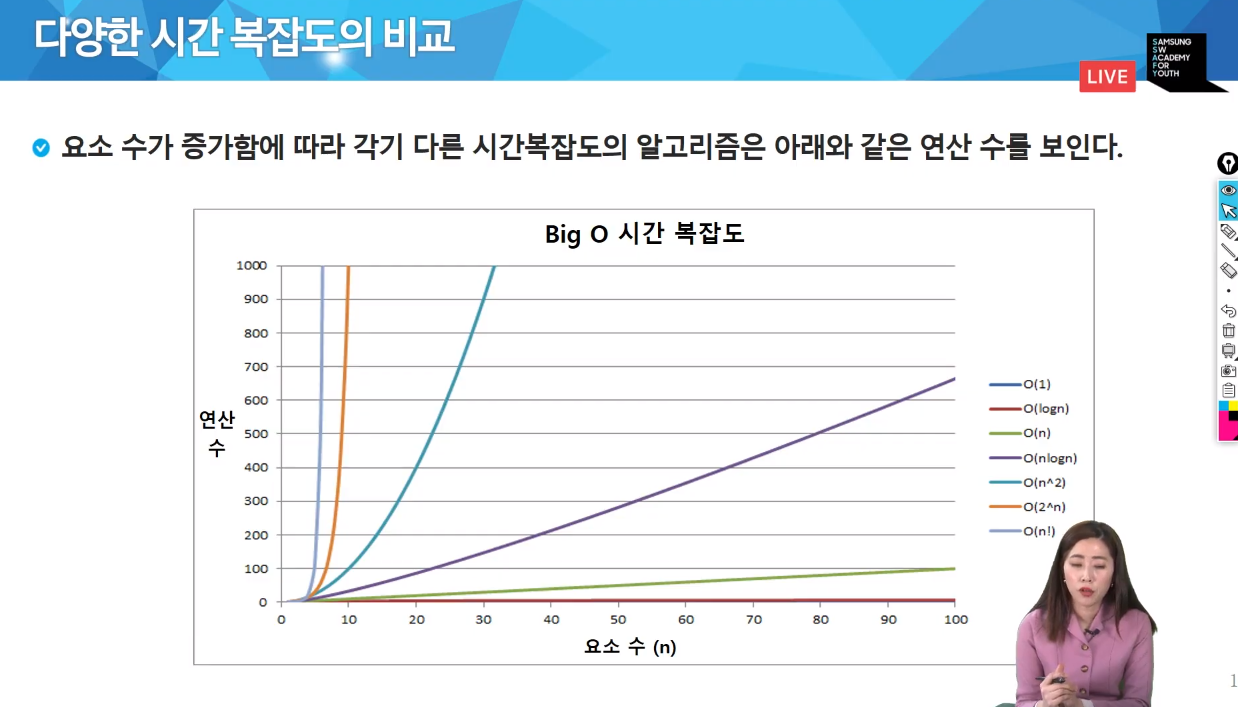 다양한 시간 복잡도의 비교
SAMSUNG
SW
ACADEMY
FOR
YOUTH
LIVE
요소 수가 증가함에 따라 각기 다른 시간복잡도의 알고리즘은 아래와 같은 연산 수를 보인다.
Big O 시간 복잡도
1000
900
800
700
600
500
400
300
200
100
0
연산
수
0 10 20 30 40 50 60 70 80 90 100
요소 수 (n)
O(1)
O(logn)
O(n)
O(nlogn)
O(n^2)
O(2^n)
O(n!)
1